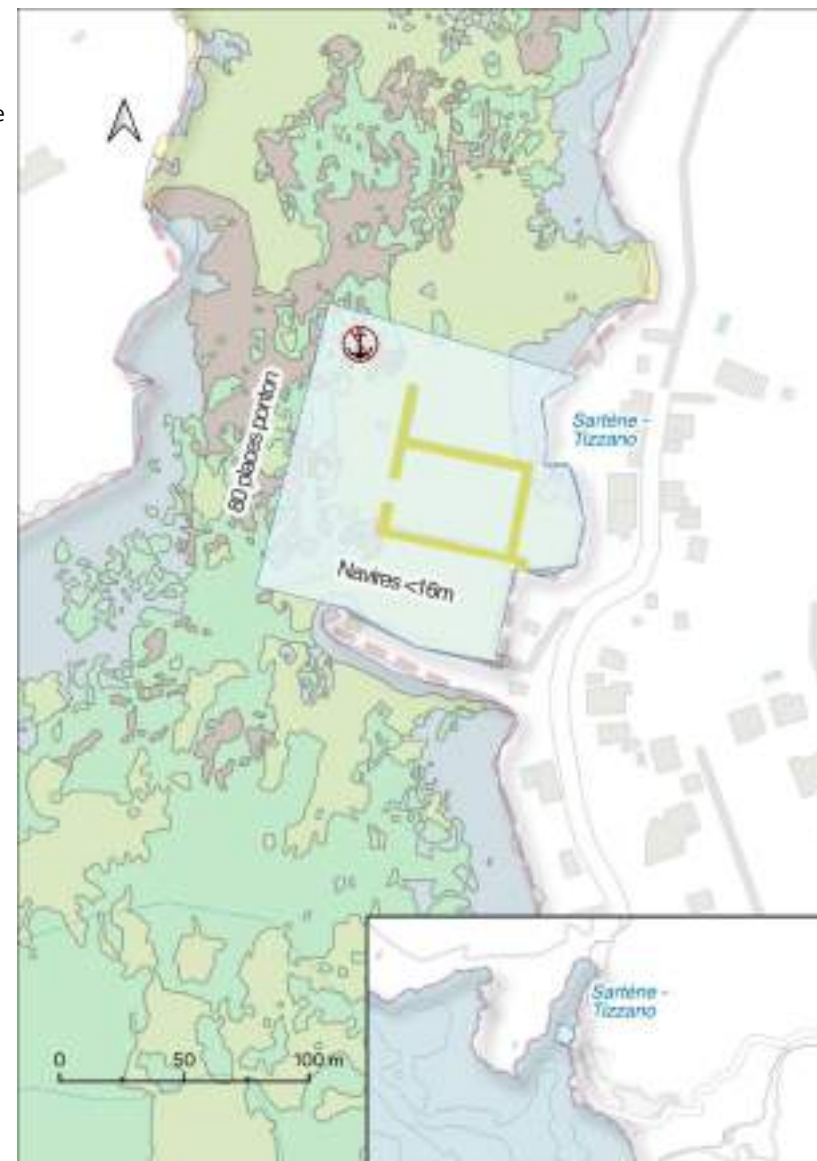 e
80 places ponton
Sartène -
Tizzano
Navires <16m
0 50 100 m
Sartène -
Tizzano